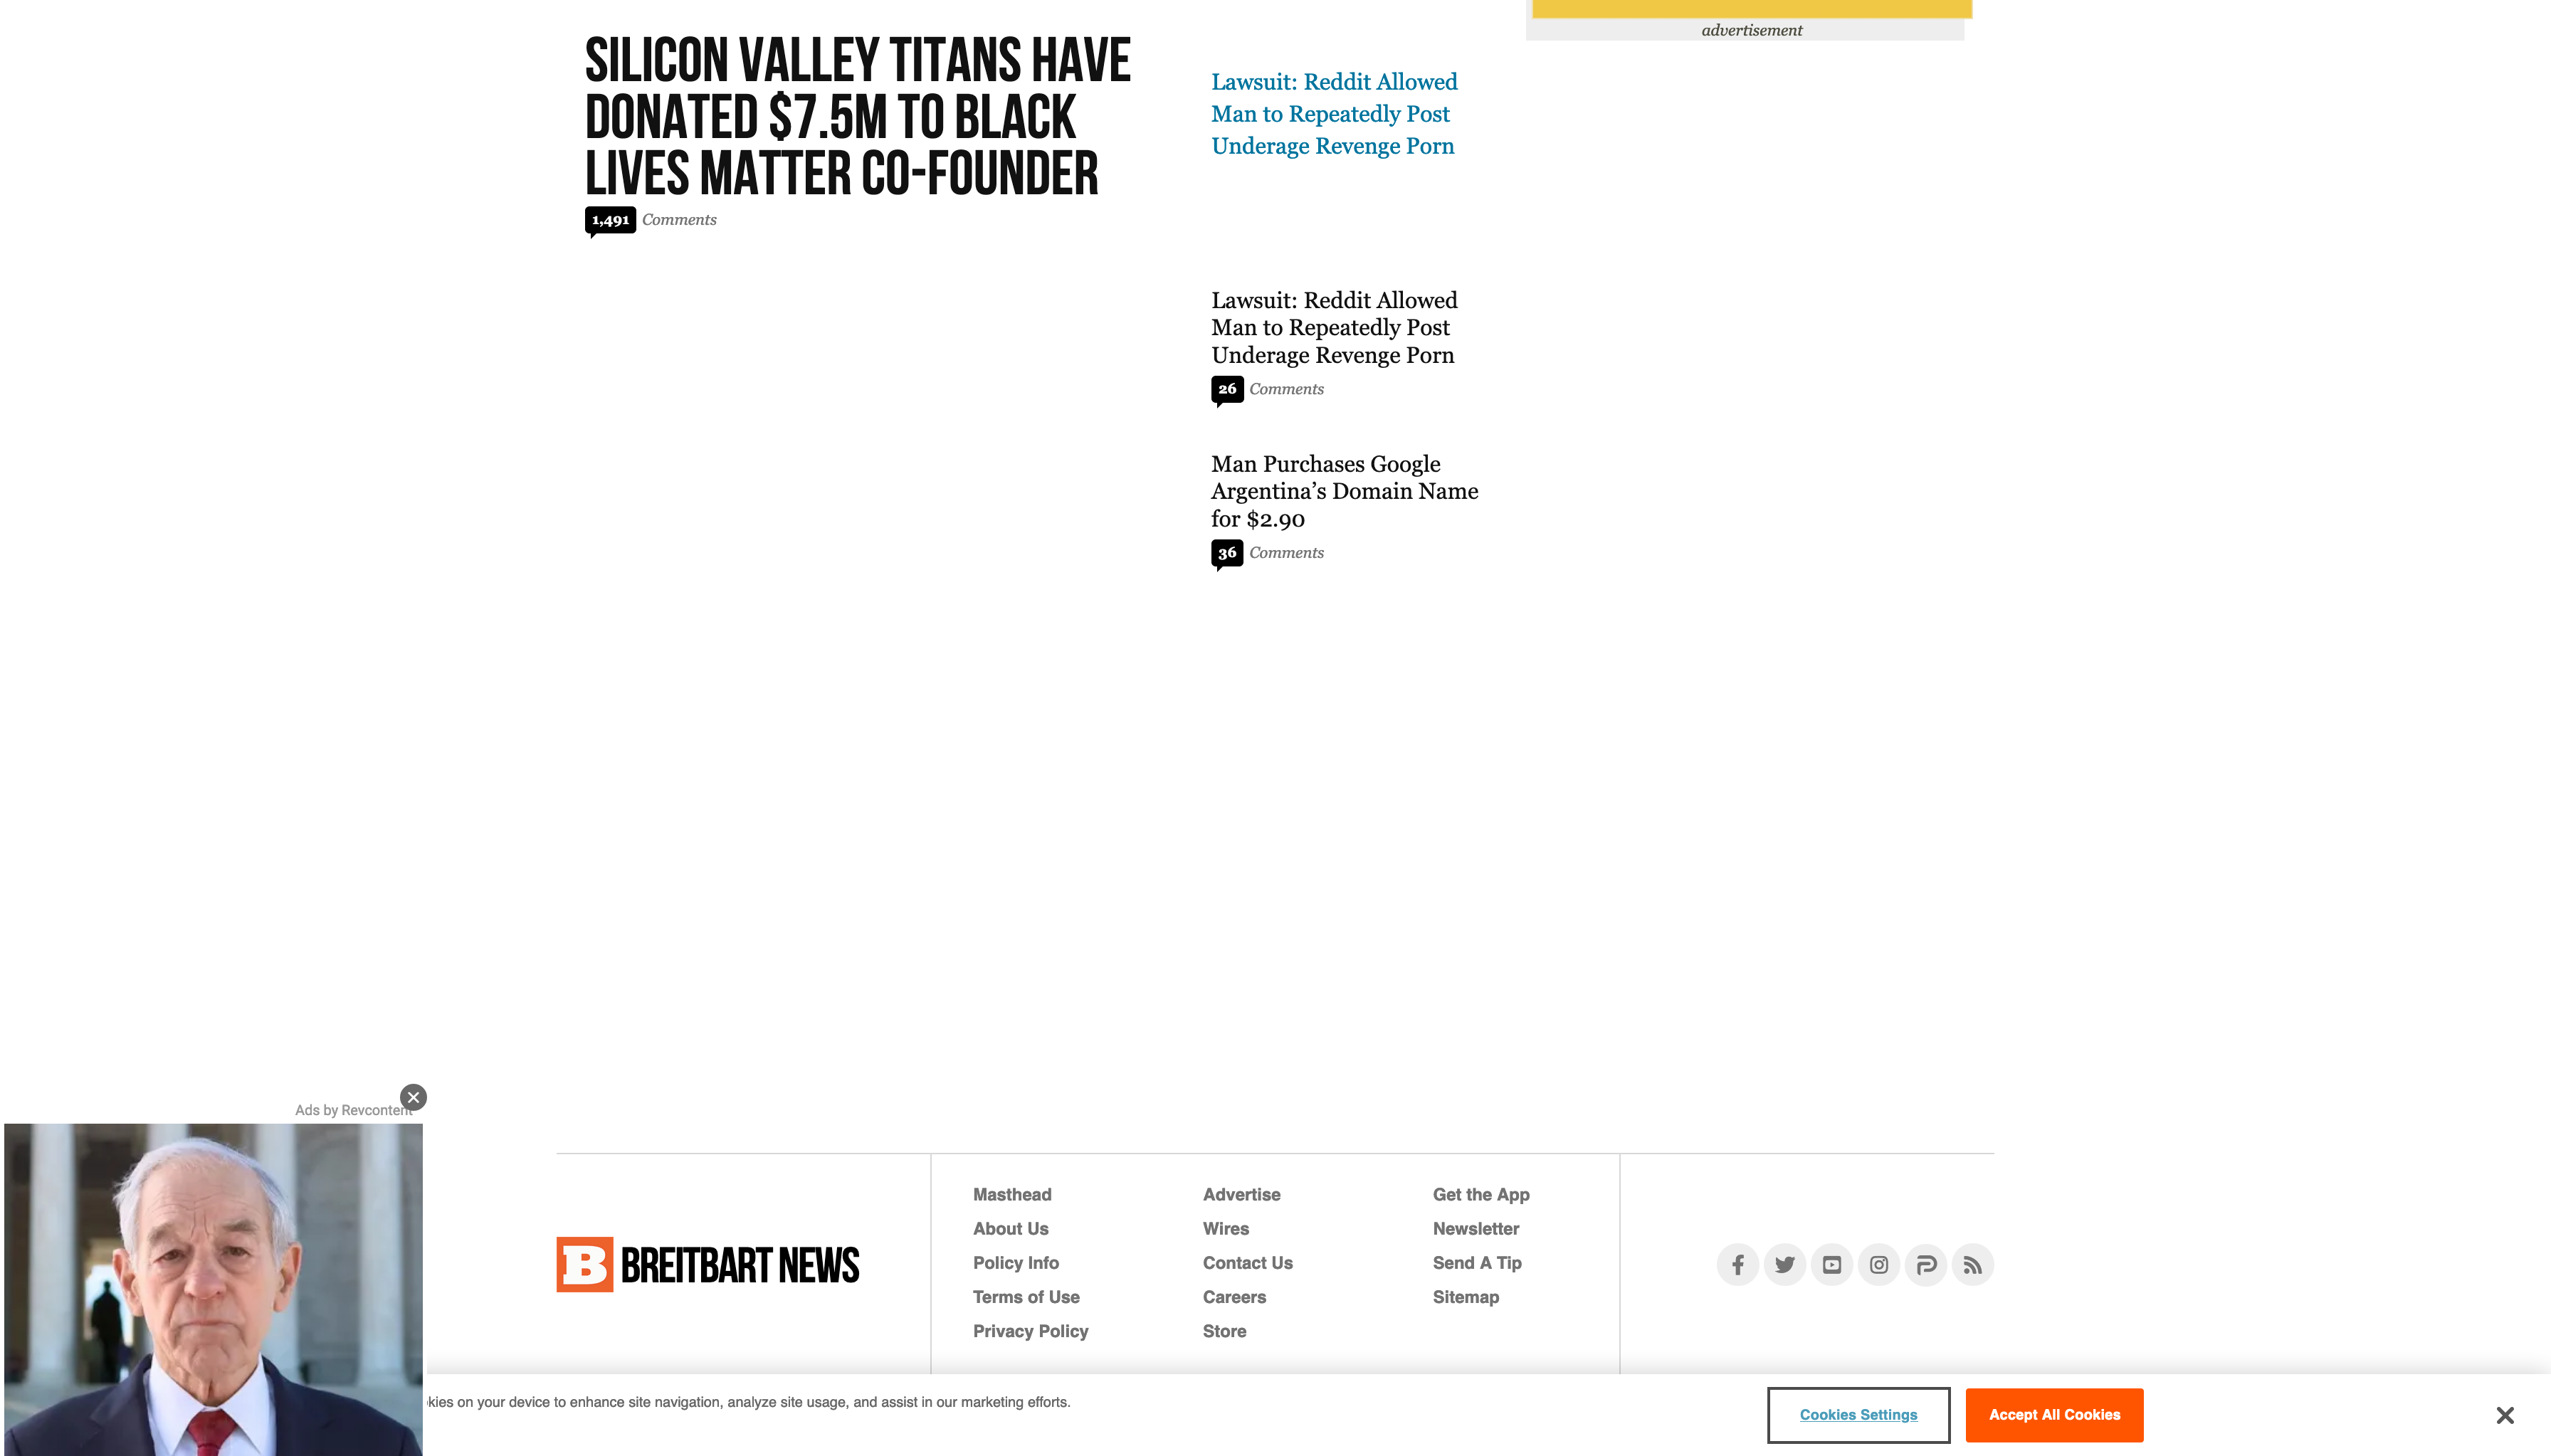 SILICON VALLEY TITANS HAVE
DONATED $7.5M TO BLACK
LIVES MATTER CO-FOUNDER
1,491 Comments
advertisement
Lawsuit: Reddit Allowed
Man to Repeatedly Post
Underage Revenge Porn
Lawsuit: Reddit Allowed
Man to Repeatedly Post
Underage Revenge Porn
26 Comments
Man Purchases Google
Argentina’s Domain Name
for $2.90
36 Comments
Ads by Revcontent
B BREITBART NEWS
Masthead
About Us
Policy Info
Terms of Use
Privacy Policy
Advertise
Wires
Contact Us
Careers
Store
Get the App
Newsletter
Send A Tip
Sitemap
on your device to enhance site navigation, analyze site usage, and assist in our marketing efforts.
Cookies Settings
Accept All Cookies